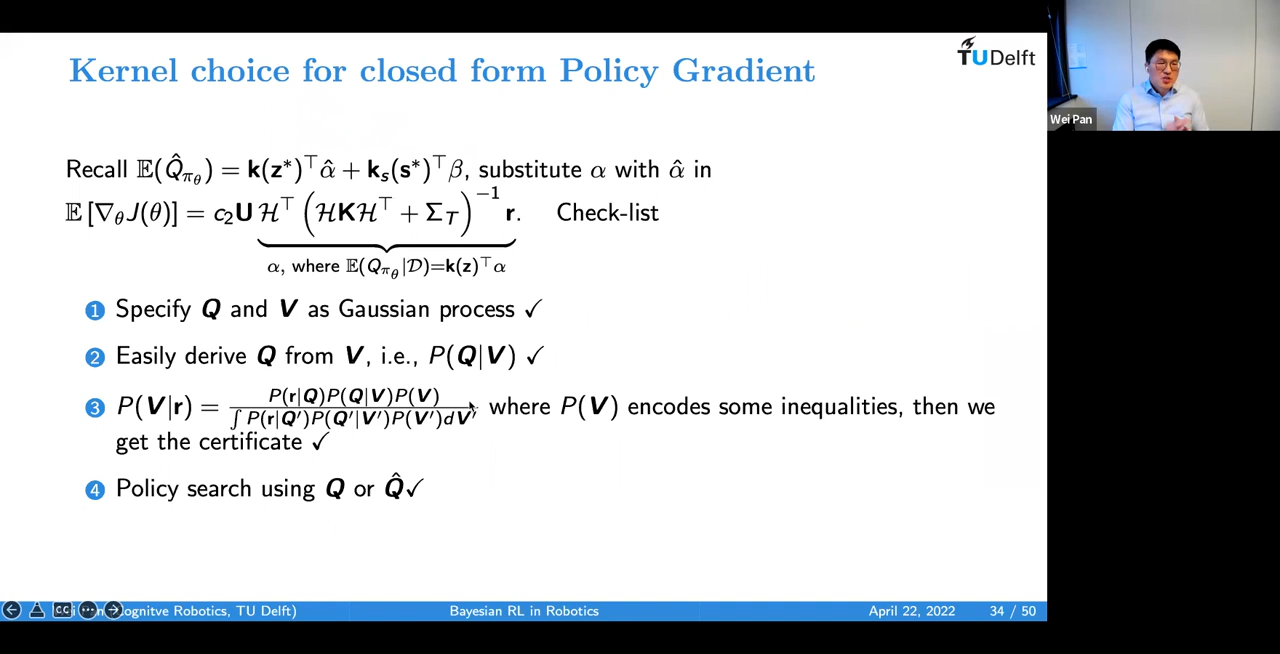 Kernel choice for closed form Policy Gradient
TUDelft
Wei Pan
Recall 𝔼(Q̂_{π_θ}) = k(z*)^⊤ α̂ + k_s(s*)^⊤ β, substitute α with α̂ in
𝔼 [∇_θ J(θ)] = c₂U ℋ^⊤ (ℋKℋ^⊤ + Σ_T)^{-1} r. Check-list
α, where 𝔼(Q_{π_θ}|𝒟)=k(z)^⊤ α
1 Specify Q and V as Gaussian process ✓
2 Easily derive Q from V, i.e., P(Q|V) ✓
3 P(V|r) = P(r|Q)P(Q|V)P(V) / ∫ P(r|Q′)P(Q′|V′)P(V′)dV′ where P(V) encodes some inequalities, then we
get the certificate ✓
4 Policy search using Q or Q̂ ✓
CC
ognitve Robotics, TU Delft)
Bayesian RL in Robotics
April 22, 2022
34 / 50